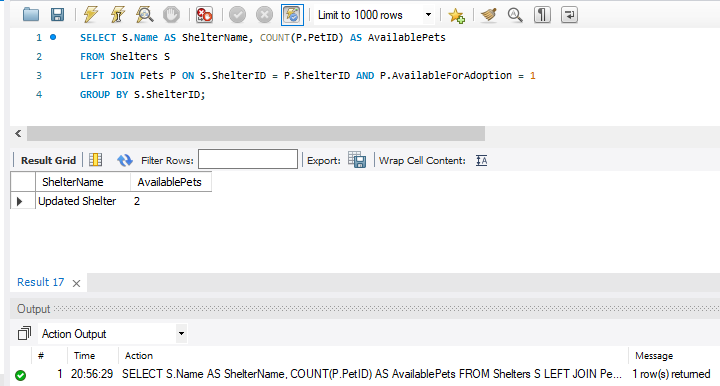 Limit to 1000 rows
1 SELECT S.Name AS ShelterName, COUNT(P.PetID) AS AvailablePets
2 FROM Shelters S
3 LEFT JOIN Pets P ON S.ShelterID = P.ShelterID AND P.AvailableForAdoption = 1
4 GROUP BY S.ShelterID;
Result Grid Filter Rows: Export: Wrap Cell Content:
ShelterName AvailablePets
Updated Shelter 2
Result 17
Output
Action Output
# Time Action Message
1 20:56:29 SELECT S.Name AS ShelterName, COUNT(P.PetID) AS AvailablePets FROM Shelters S LEFT JOIN Pe... 1 row(s) returned